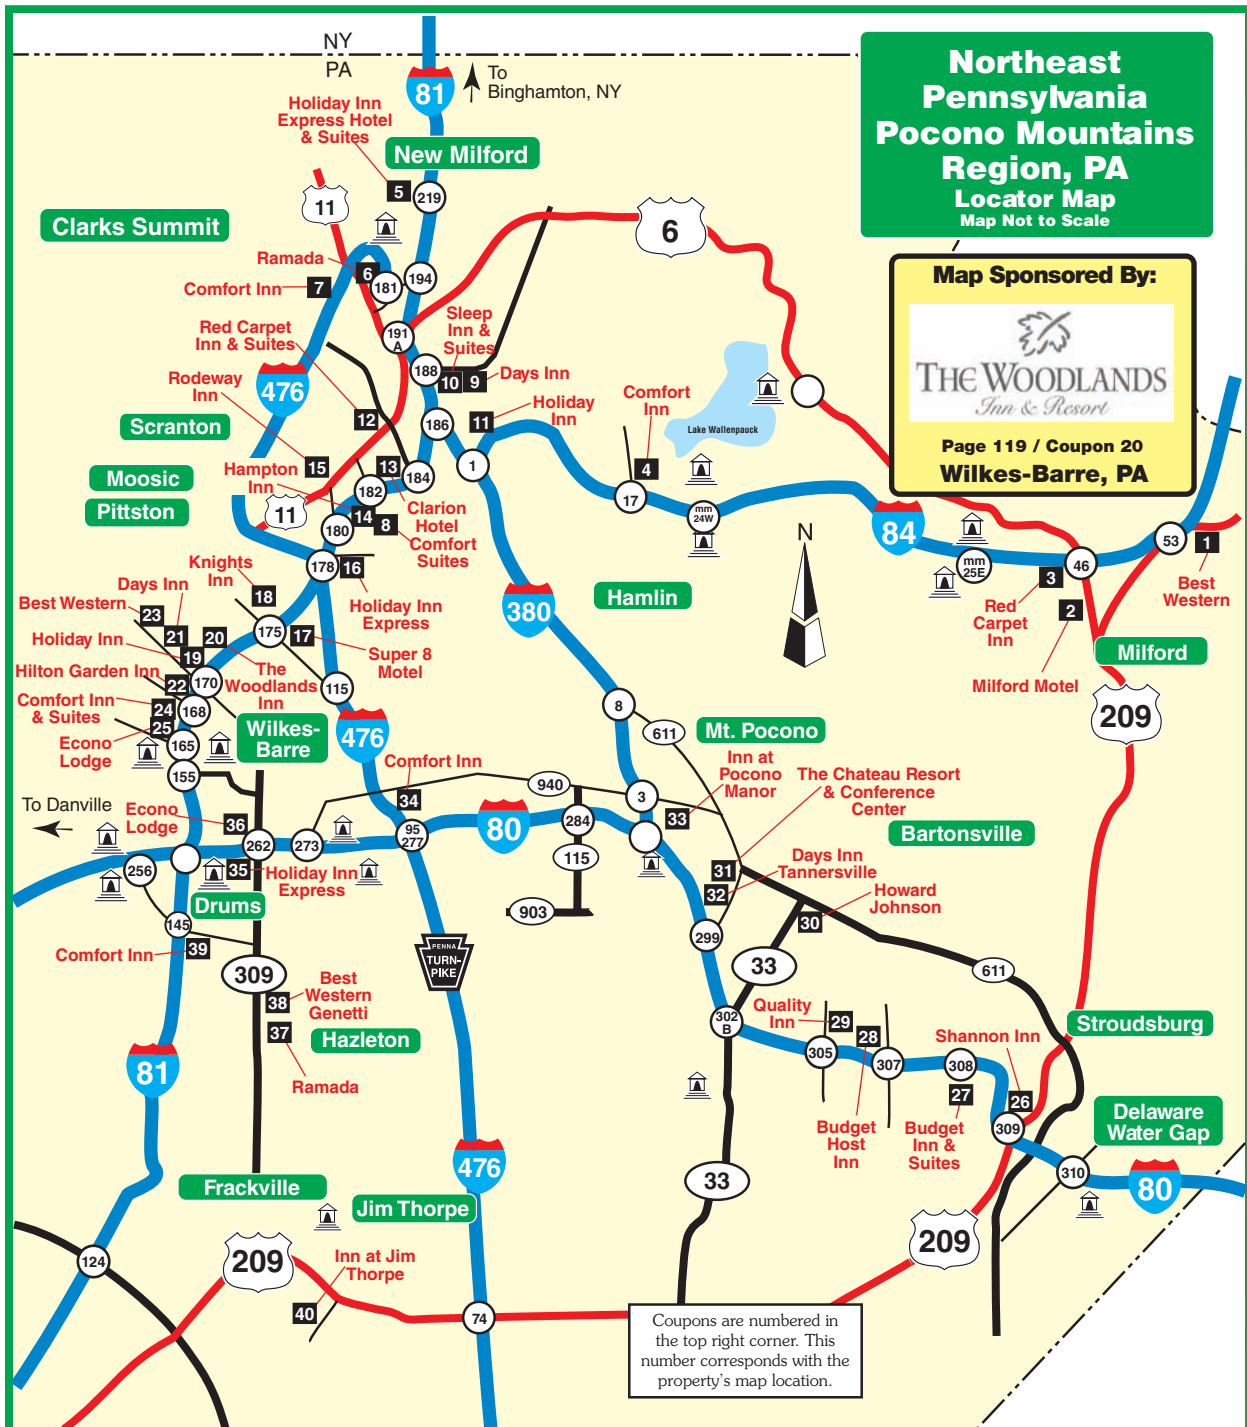 NY
PA
To
Binghamton, NY
81
Northeast
Pennsylvania
Pocono Mountains
Region, PA
Locator Map
Map Not to Scale
Map Sponsored By:
THE WOODLANDS
Inn & Resort
Page 119 / Coupon 20
Wilkes-Barre, PA
Holiday Inn
Express Hotel
& Suites
New Milford
5
219
11
6
Clarks Summit
Ramada
6
181
194
Comfort Inn
7
191
A
Red Carpet
Inn & Suites
Sleep
Inn &
Suites
188
10
9
Days Inn
Rodeway
Inn
476
12
Scranton
186
11
Holiday
Inn
Comfort
Inn
4
Lake Wallenpauck
1
17
mm
24W
84
mm
25E
46
53
1
Best
Western
3
Red
Carpet
Inn
2
Milford Motel
Milford
209
Moosic
Pittston
15
Hampton
Inn
13
184
182
11
14
8
Clarion
Hotel
Comfort
Suites
180
178
16
Holiday Inn
Express
N
Hamlin
380
Knights
Inn
18
Days Inn
Best Western
23
21
20
175
17
Super 8
Motel
Holiday Inn
19
The
Woodlands
Inn
Hilton Garden Inn
22
170
115
Comfort Inn
& Suites
24
168
25
Econo
Lodge
165
Wilkes-
Barre
476
155
8
611
Mt. Pocono
Inn at
Pocono
Manor
The Chateau Resort
& Conference
Center
Comfort Inn
34
940
3
33
Bartonsville
To Danville
Econo
Lodge
36
262
273
95
277
80
284
115
903
256
35
Holiday Inn
Express
Drums
31
32
Days Inn
Tannersville
Howard
Johnson
30
299
145
Comfort Inn
39
309
PENNA
TURN-
PIKE
33
611
38
Best
Western
Genetti
37
Hazleton
Ramada
302
B
Quality
Inn
29
28
305
307
308
Shannon Inn
Stroudsburg
27
26
Budget
Host
Inn
Budget
Inn &
Suites
309
Delaware
Water Gap
310
80
81
476
33
Frackville
Jim Thorpe
209
209
124
Inn at Jim
Thorpe
40
74
Coupons are numbered in
the top right corner. This
number corresponds with the
property's map location.